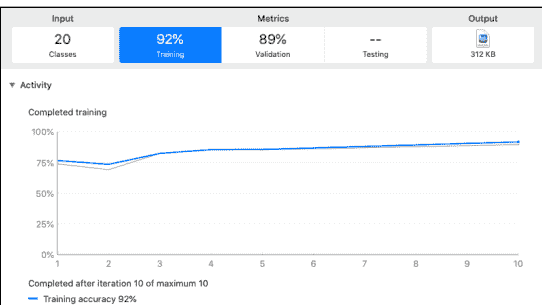 Input Metrics Output
20 92% 89% --
Classes Training Validation Testing 312 KB
Activity
Completed training
100%
75%
50%
25%
0%
1 2 3 4 5 6 7 8 9 10
Completed after iteration 10 of maximum 10
Training accuracy 92%